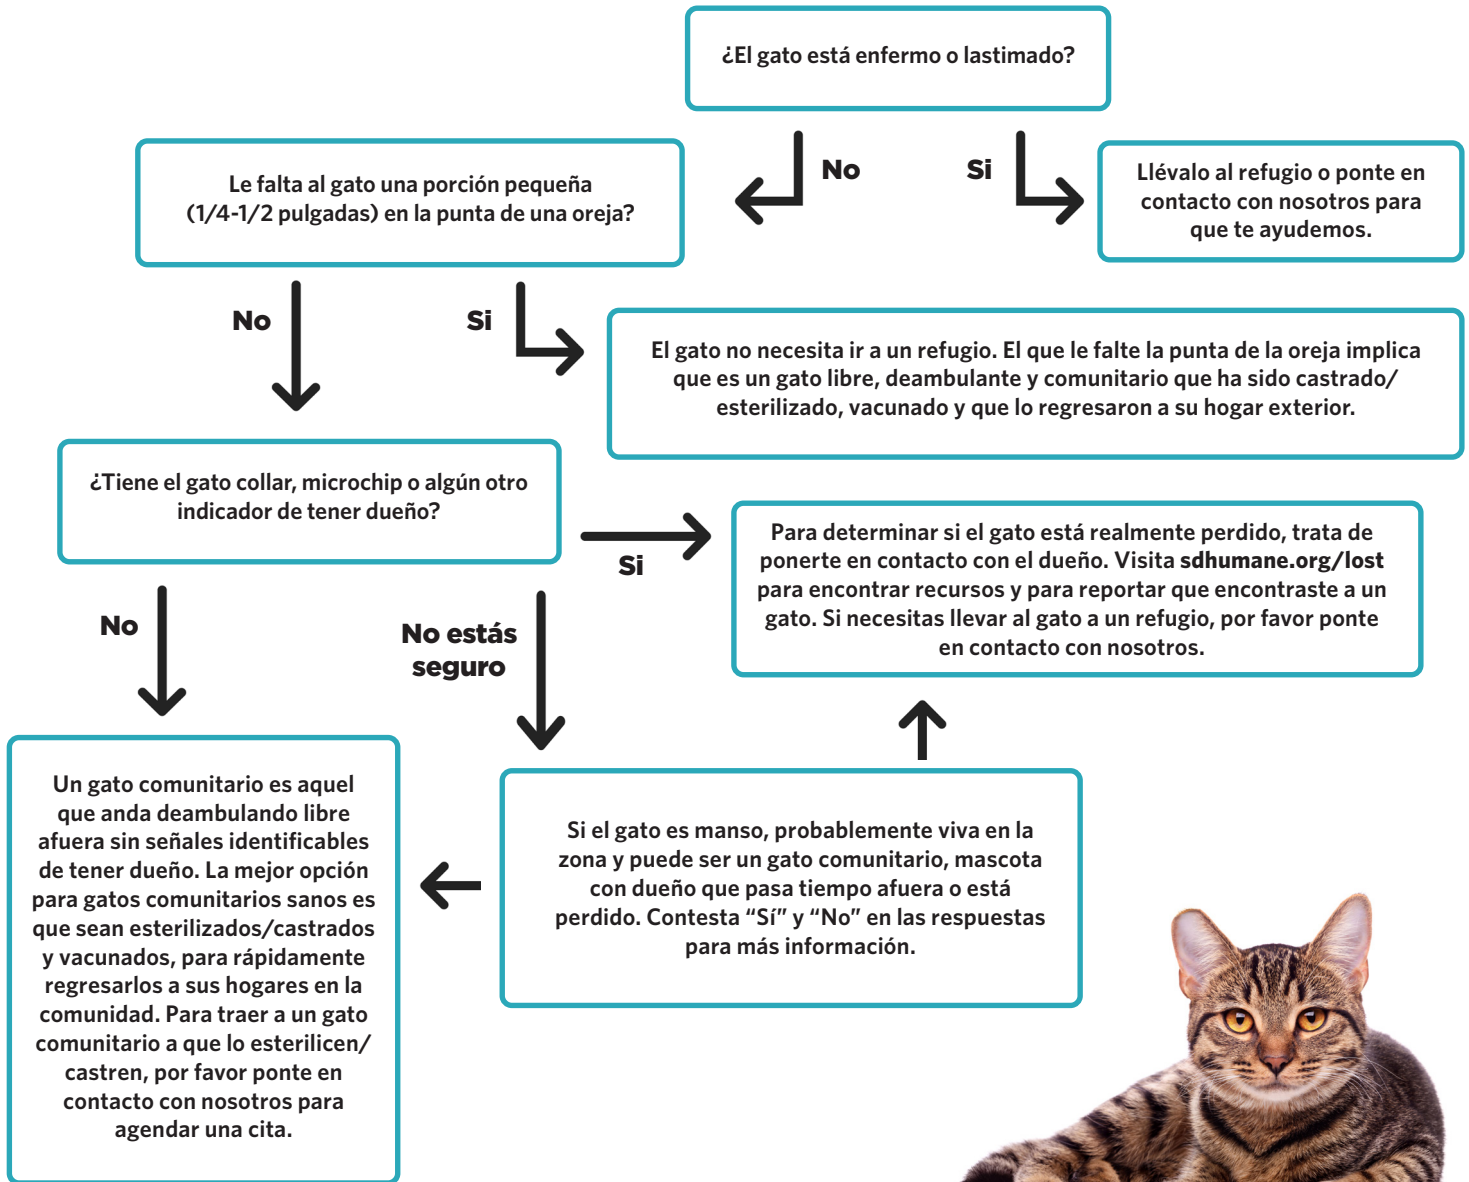 ¿El gato está enfermo o lastimado?
No
Si
Llévalo al refugio o ponte en
contacto con nosotros para
que te ayudemos.
Le falta al gato una porción pequeña
(1/4-1/2 pulgadas) en la punta de una oreja?
No
Si
El gato no necesita ir a un refugio. El que le falte la punta de la oreja implica
que es un gato libre, deambulante y comunitario que ha sido castrado/
esterilizado, vacunado y que lo regresaron a su hogar exterior.
¿Tiene el gato collar, microchip o algún otro
indicador de tener dueño?
Si
Para determinar si el gato está realmente perdido, trata de
ponerte en contacto con el dueño. Visita sdhumane.org/lost
para encontrar recursos y para reportar que encontraste a un
gato. Si necesitas llevar al gato a un refugio, por favor ponte
en contacto con nosotros.
No
No estás
seguro
Un gato comunitario es aquel
que anda deambulando libre
afuera sin señales identificables
de tener dueño. La mejor opción
para gatos comunitarios sanos es
que sean esterilizados/castrados
y vacunados, para rápidamente
regresarlos a sus hogares en la
comunidad. Para traer a un gato
comunitario a que lo esterilicen/
castren, por favor ponte en
contacto con nosotros para
agendar una cita.
Si el gato es manso, probablemente viva en la
zona y puede ser un gato comunitario, mascota
con dueño que pasa tiempo afuera o está
perdido. Contesta “Sí” y “No” en las respuestas
para más información.